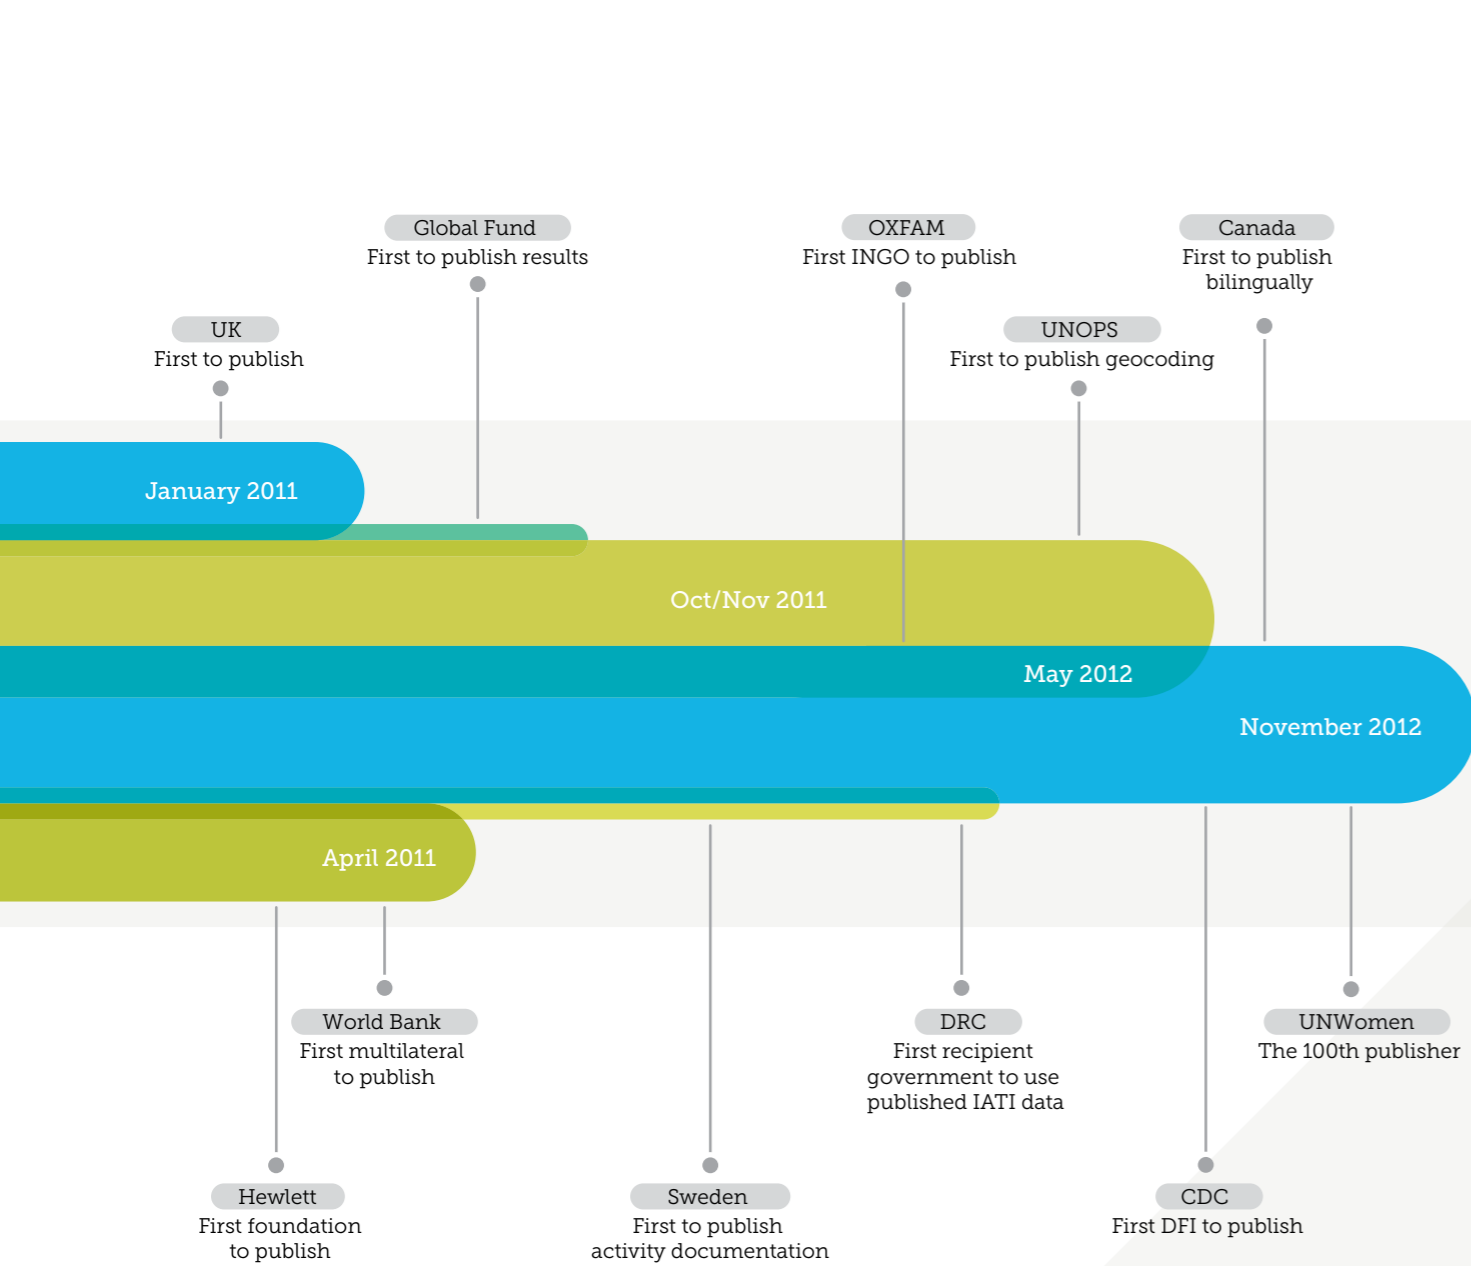 Global Fund
First to publish results
OXFAM
First INGO to publish
Canada
First to publish
bilingually
UK
First to publish
UNOPS
First to publish geocoding
January 2011
Oct/Nov 2011
May 2012
November 2012
April 2011
World Bank
First multilateral
to publish
DRC
First recipient
government to use
published IATI data
UNWomen
The 100th publisher
Hewlett
First foundation
to publish
Sweden
First to publish
activity documentation
CDC
First DFI to publish